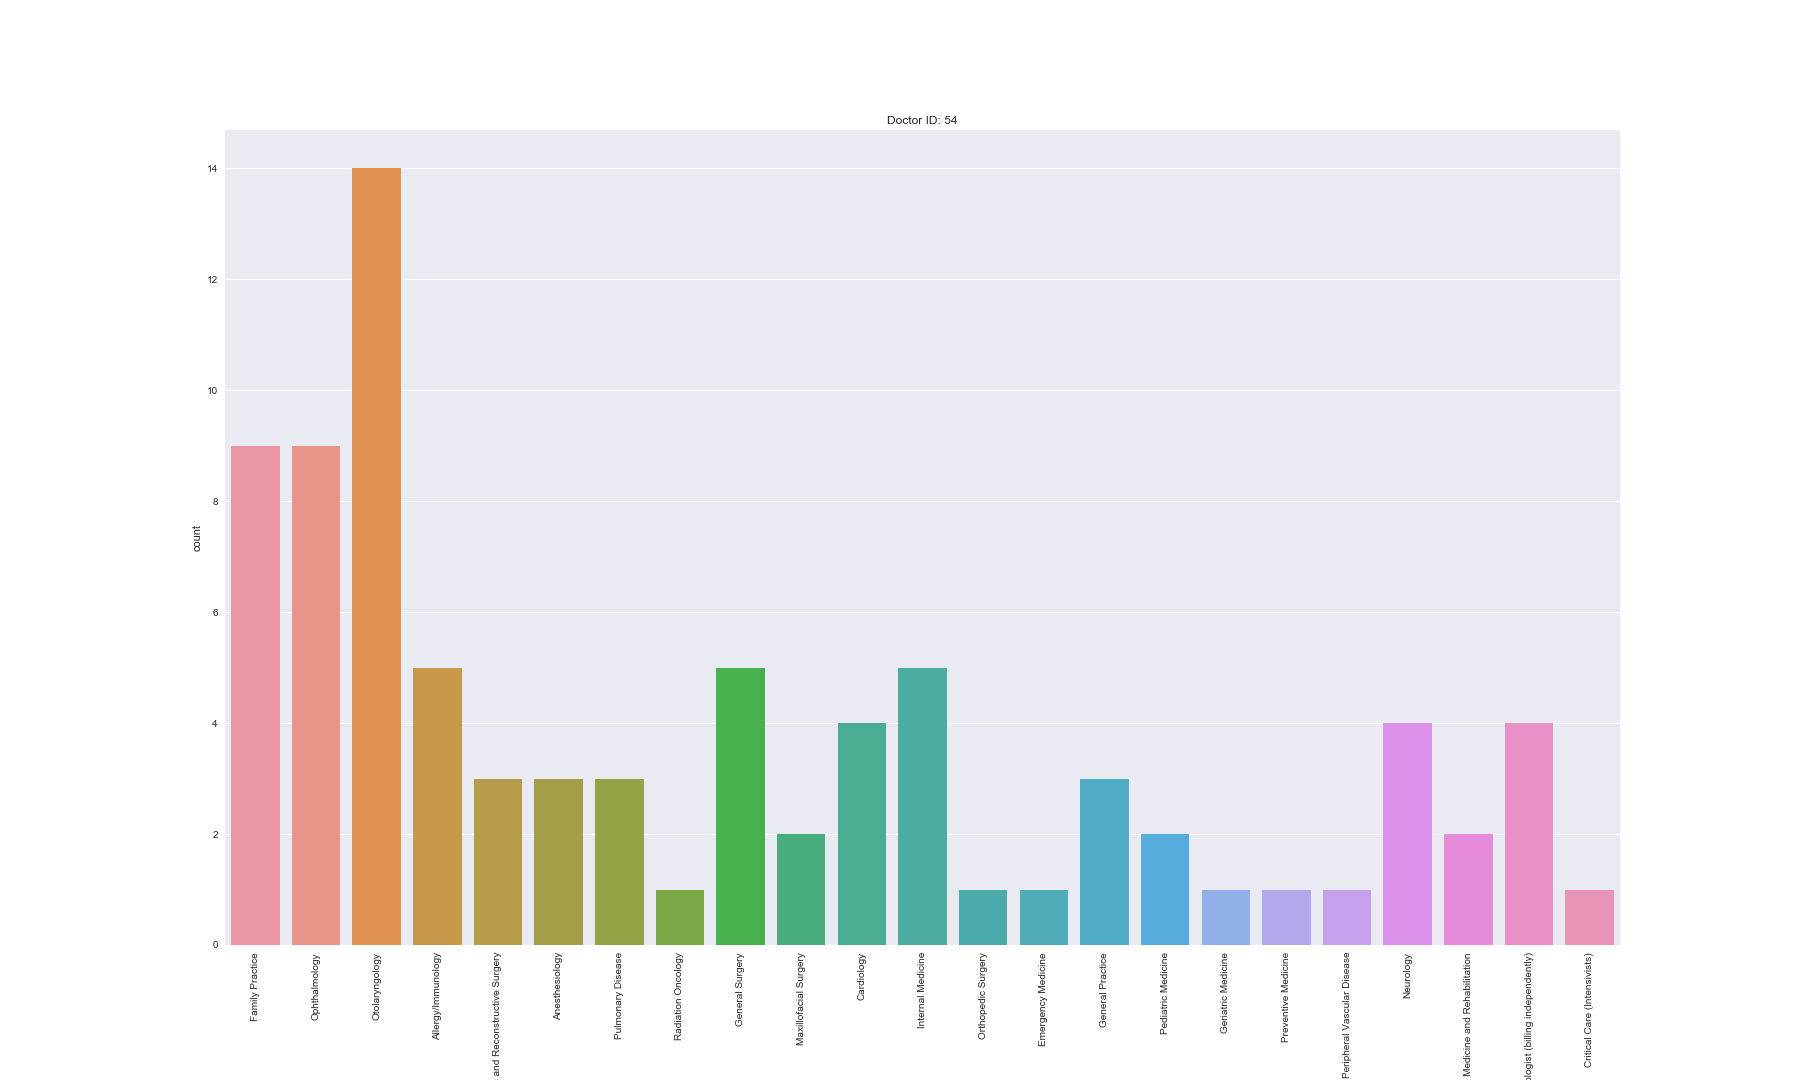 Doctor ID: 54
14
12
10
8
6
4
2
0
count
Family Practice
Ophthalmology
Otolaryngology
Allergy/Immunology
and Reconstructive Surgery
Anesthesiology
Pulmonary Disease
Radiation Oncology
General Surgery
Maxillofacial Surgery
Cardiology
Internal Medicine
Orthopedic Surgery
Emergency Medicine
General Practice
Pediatric Medicine
Geriatric Medicine
Preventive Medicine
Peripheral Vascular Disease
Neurology
Medicine and Rehabilitation
ologist (billing independently)
Critical Care (Intensivists)